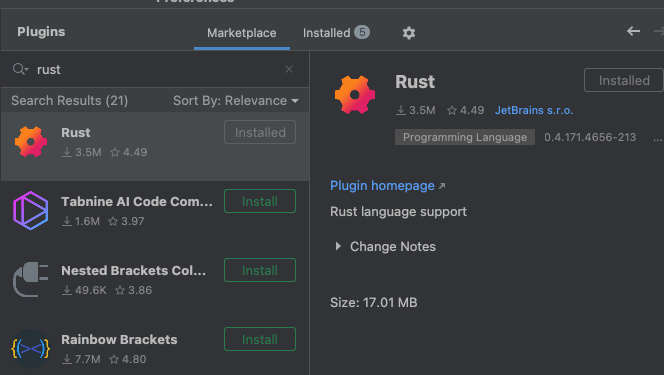 Preferences
Plugins
Marketplace
Installed 5
rust
Search Results (21)
Sort By: Relevance
Rust
3.5M 4.49
Installed
Tabnine AI Code Com...
1.6M 3.97
Install
Nested Brackets Col...
49.6K 3.86
Install
Rainbow Brackets
7.7M 4.80
Install
Rust
Installed
3.5M 4.49 JetBrains s.r.o.
Programming Language 0.4.171.4656-213 ...
Plugin homepage
Rust language support
Change Notes
Size: 17.01 MB